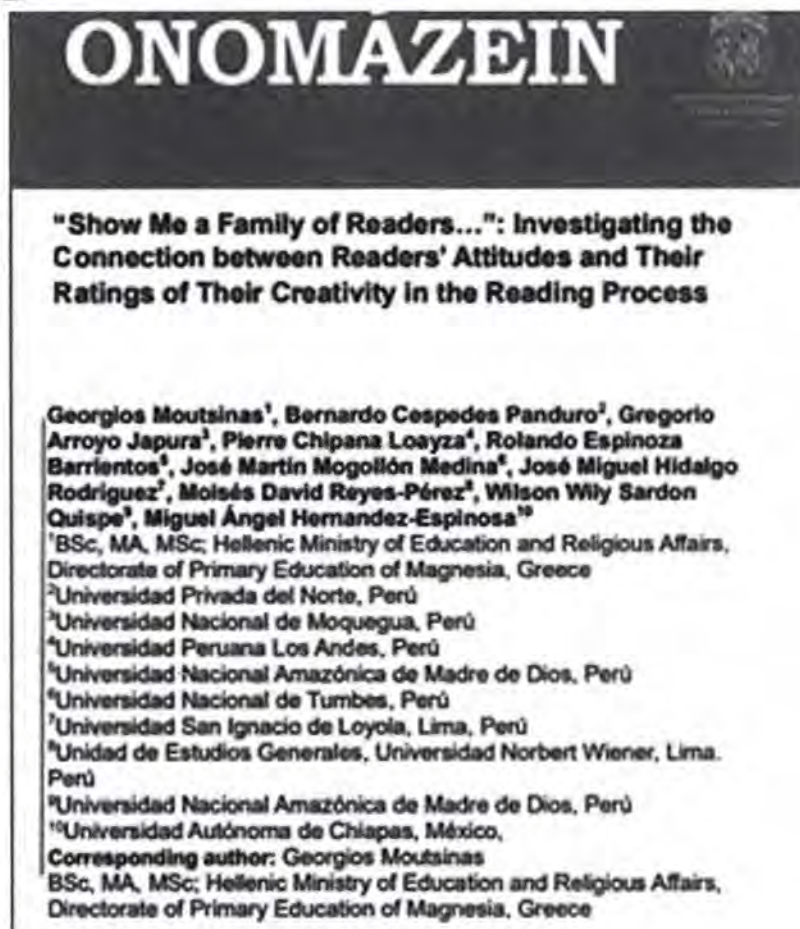 ONOMÁZEIN
"Show Me a Family of Readers...": Investigating the
Connection between Readers' Attitudes and Their
Ratings of Their Creativity in the Reading Process
Georgios Moutsinas¹, Bernardo Cespedes Panduro², Gregorio
Arroyo Japura³, Pierre Chipana Loayza⁴, Rolando Espinoza
Barrientos⁵, José Martín Mogollón Medina⁶, José Miguel Hidalgo
Rodriguez⁷, Moisés David Reyes-Pérez⁸, Wilson Wily Sardon
Quispe⁹, Miguel Ángel Hernandez-Espinosa¹⁰
¹BSc, MA, MSc; Hellenic Ministry of Education and Religious Affairs,
Directorate of Primary Education of Magnesia, Greece
²Universidad Privada del Norte, Perú
³Universidad Nacional de Moquegua, Perú
⁴Universidad Peruana Los Andes, Perú
⁵Universidad Nacional Amazónica de Madre de Dios, Perú
⁶Universidad Nacional de Tumbes, Perú
⁷Universidad San Ignacio de Loyola, Lima, Perú
⁸Unidad de Estudios Generales, Universidad Norbert Wiener, Lima.
Perú
⁹Universidad Nacional Amazónica de Madre de Dios, Perú
¹⁰Universidad Autónoma de Chiapas, México,
Corresponding author: Georgios Moutsinas
BSc, MA, MSc; Hellenic Ministry of Education and Religious Affairs,
Directorate of Primary Education of Magnesia, Greece